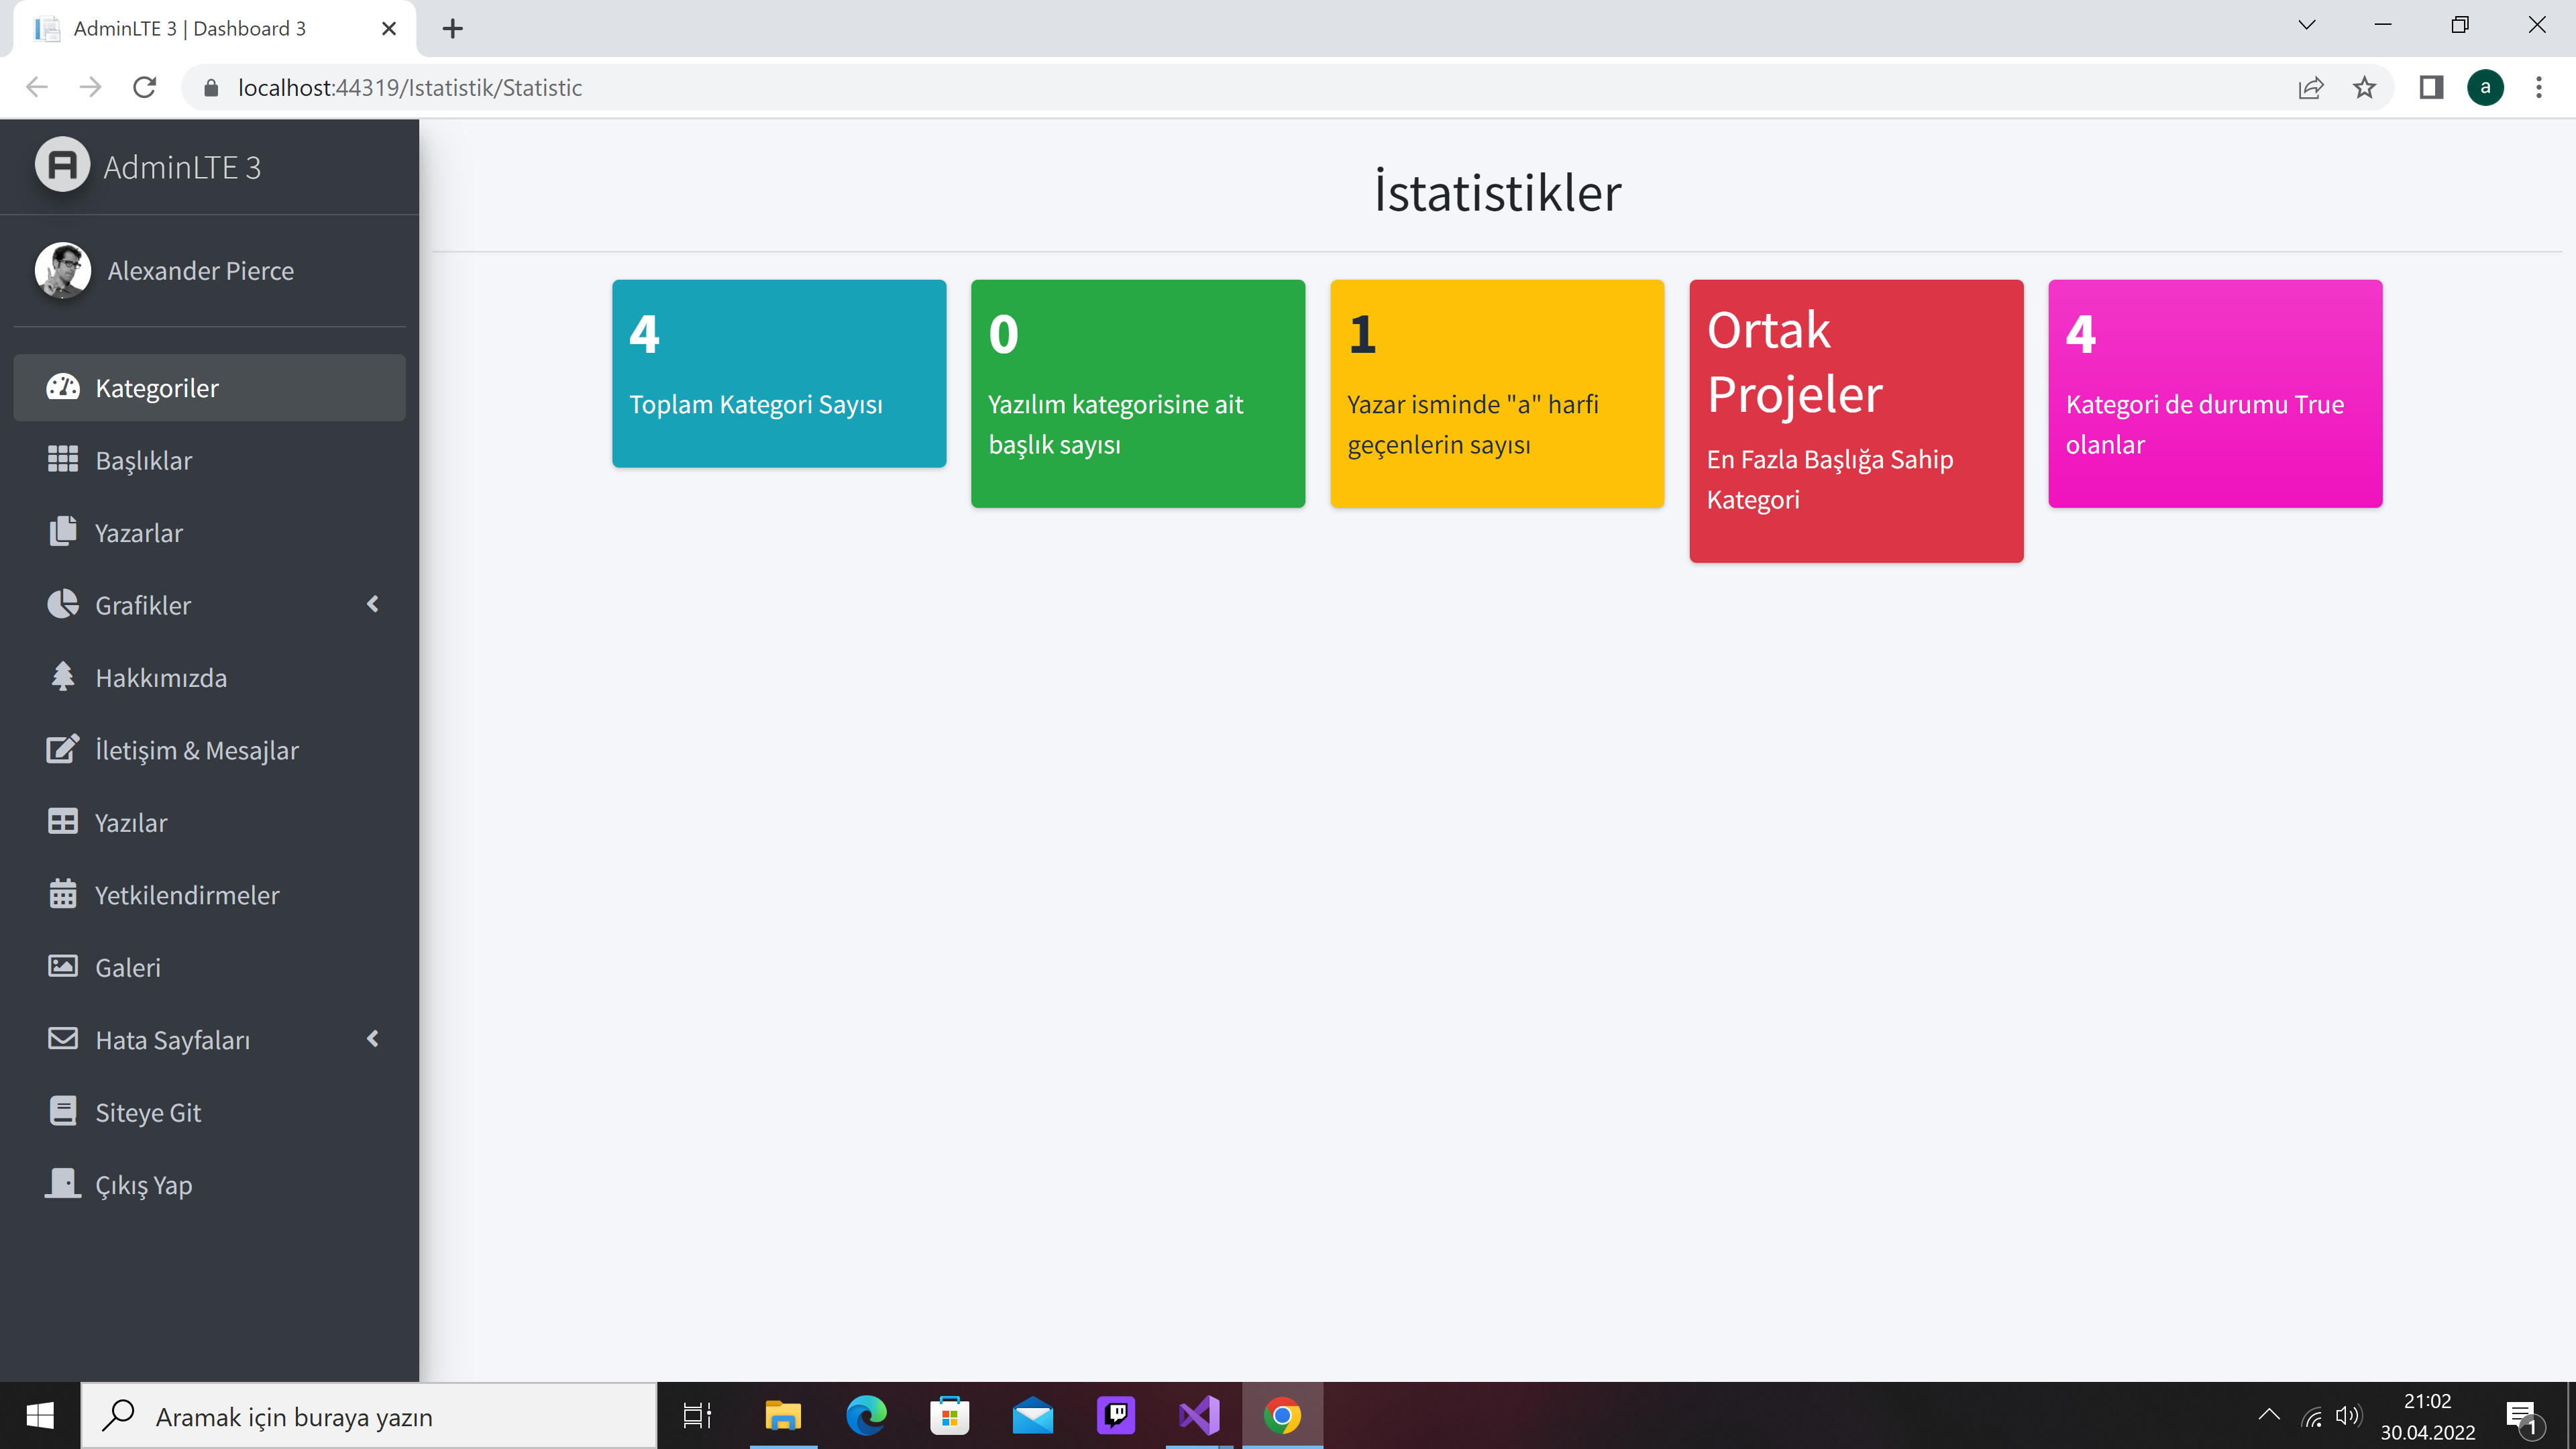 AdminLTE 3 | Dashboard 3
localhost:44319/Istatistik/Statistic
a
AdminLTE 3
Alexander Pierce
Kategoriler
Başlıklar
Yazarlar
Grafikler
Hakkımızda
İletişim & Mesajlar
Yazılar
Yetkilendirmeler
Galeri
Hata Sayfaları
Siteye Git
Çıkış Yap
İstatistikler
4
Toplam Kategori Sayısı
0
Yazılım kategorisine ait
başlık sayısı
1
Yazar isminde "a" harfi
geçenlerin sayısı
Ortak
Projeler
En Fazla Başlığa Sahip
Kategori
4
Kategori de durumu True
olanlar
Aramak için buraya yazın
21:02
30.04.2022
1